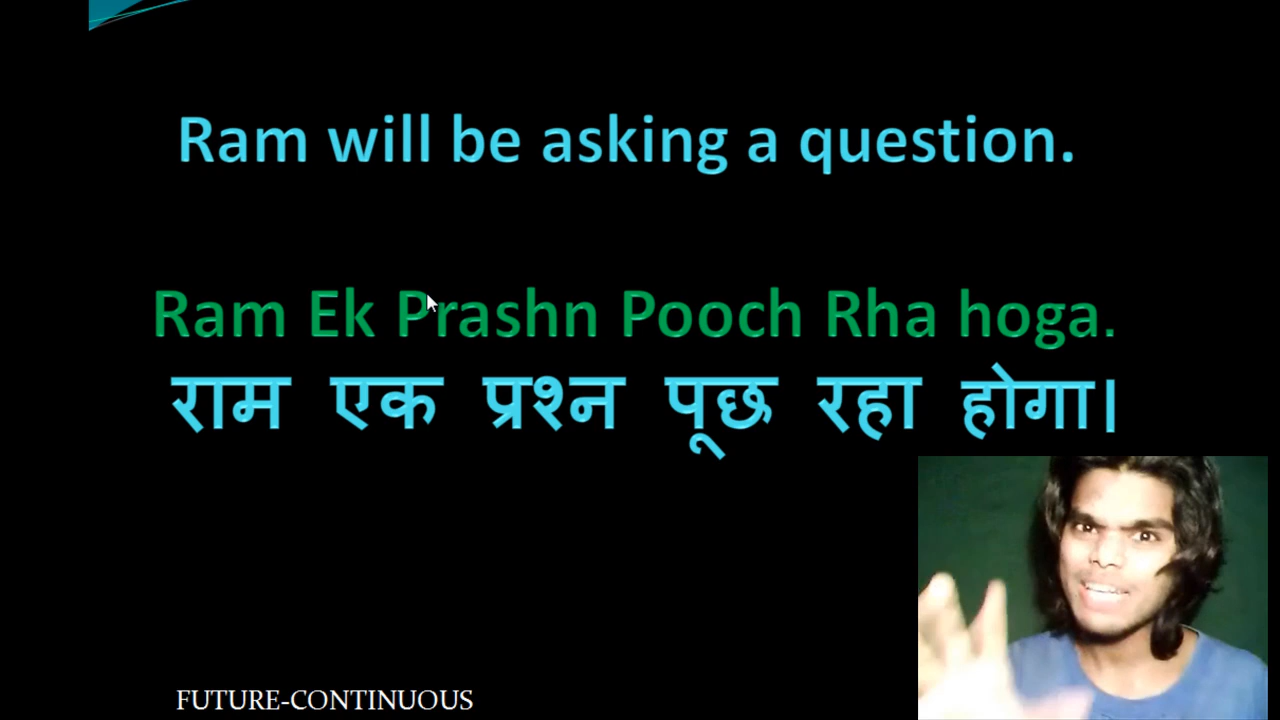 Ram will be asking a question.
Ram Ek Prashn Pooch Rha hoga.
राम एक प्रश्न पूछ रहा होगा।
FUTURE-CONTINUOUS